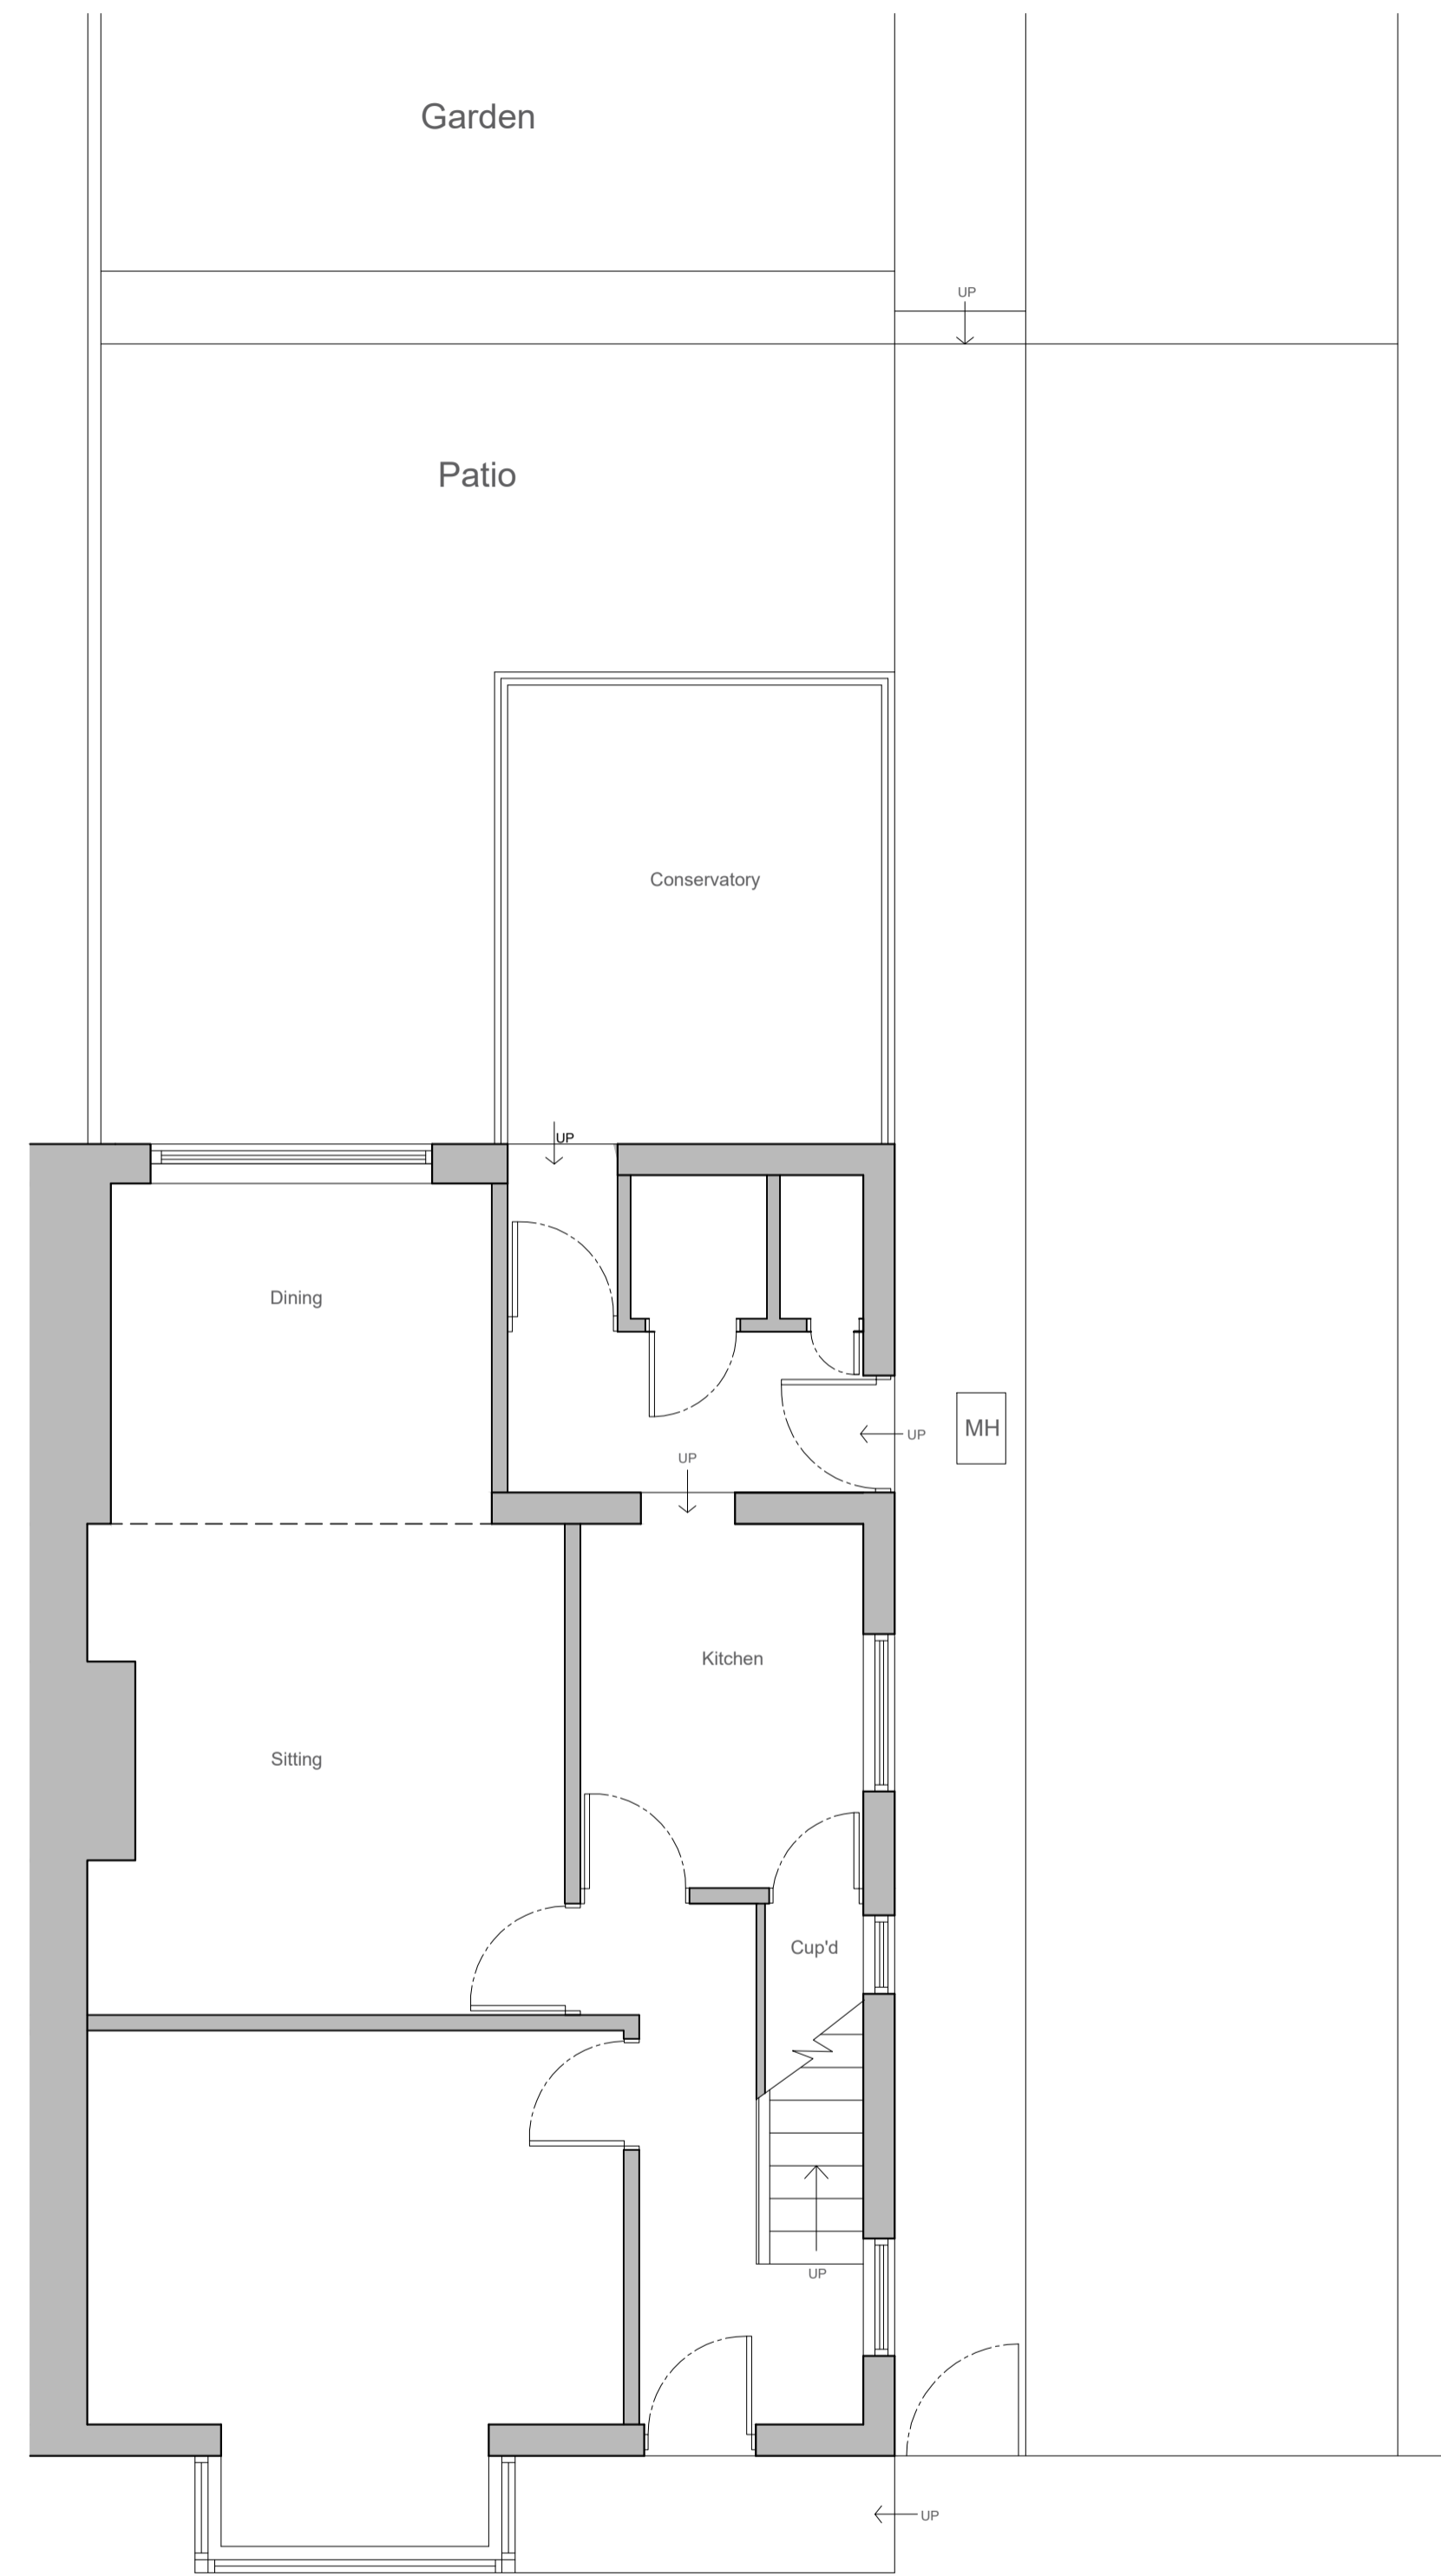 Garden
UP
Patio
Conservatory
UP
Dining
MH
UP
UP
Kitchen
Sitting
Cup'd
UP
UP